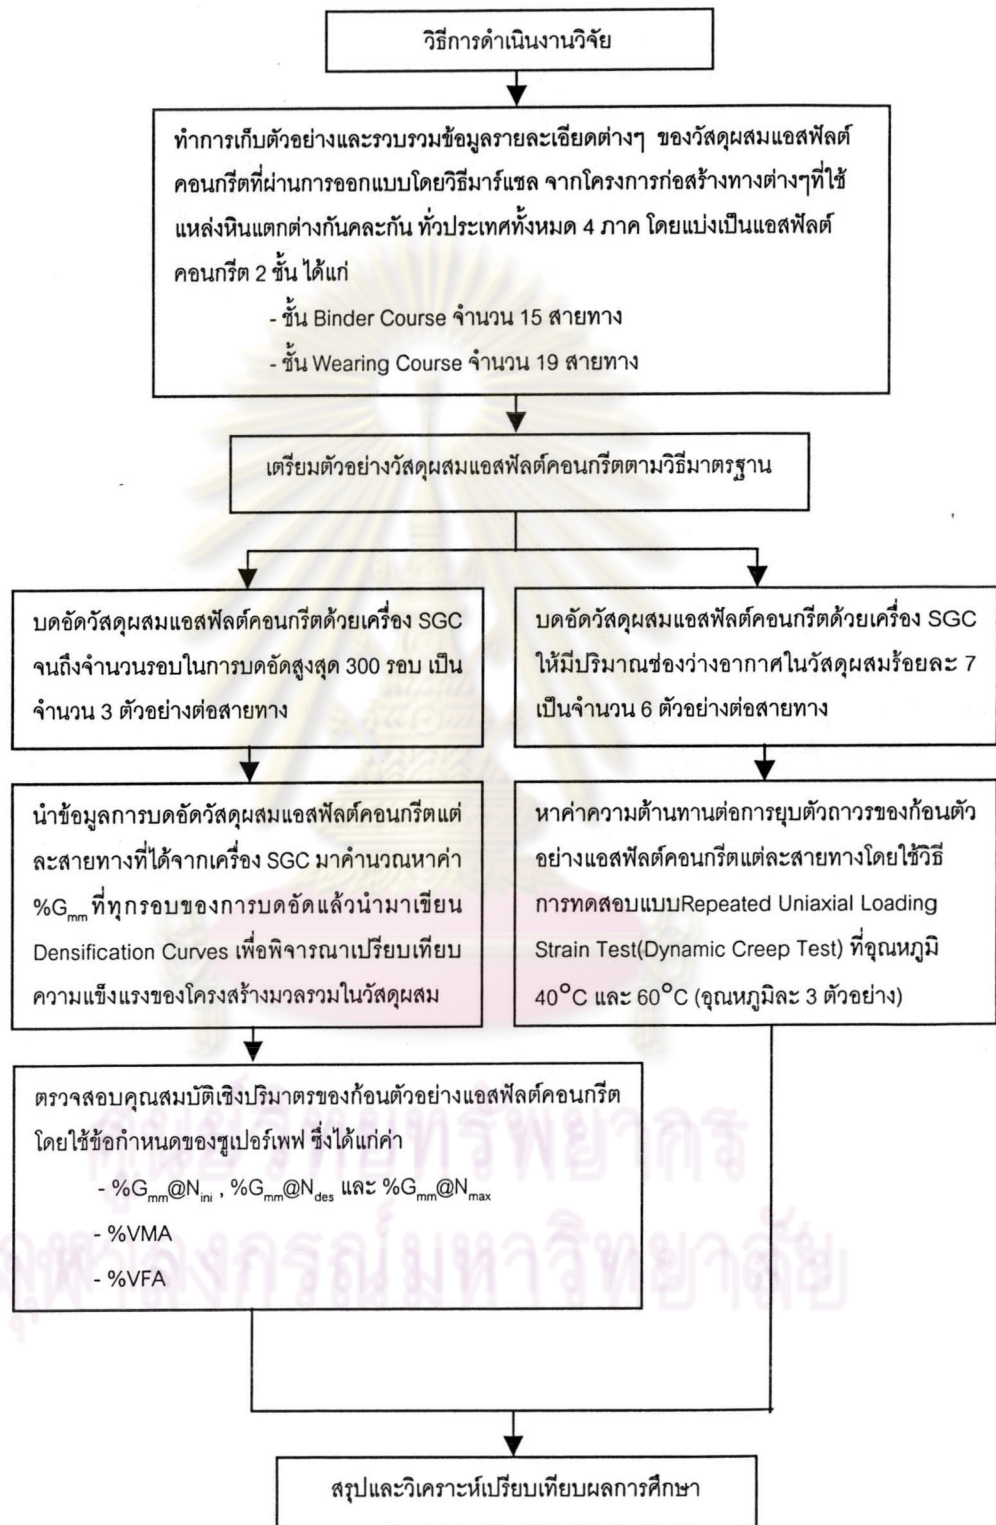 วิธีการดำเนินงานวิจัย
ทำการเก็บตัวอย่างและรวบรวมข้อมูลรายละเอียดต่างๆ ของวัสดุผสมแอสฟัลต์
คอนกรีตที่ผ่านการออกแบบโดยวิธีมาร์แชล จากโครงการก่อสร้างทางต่างๆที่ใช้
แหล่งหินแตกต่างกันคละกัน ทั่วประเทศทั้งหมด 4 ภาค โดยแบ่งเป็นแอสฟัลต์
คอนกรีต 2 ชั้น ได้แก่
- ชั้น Binder Course จำนวน 15 สายทาง
- ชั้น Wearing Course จำนวน 19 สายทาง
เตรียมตัวอย่างวัสดุผสมแอสฟัลต์คอนกรีตตามวิธีมาตรฐาน
บดอัดวัสดุผสมแอสฟัลต์คอนกรีตด้วยเครื่อง SGC
จนถึงจำนวนรอบในการบดอัดสูงสุด 300 รอบ เป็น
จำนวน 3 ตัวอย่างต่อสายทาง
บดอัดวัสดุผสมแอสฟัลต์คอนกรีตด้วยเครื่อง SGC
ให้มีปริมาณช่องว่างอากาศในวัสดุผสมร้อยละ 7
เป็นจำนวน 6 ตัวอย่างต่อสายทาง
นำข้อมูลการบดอัดวัสดุผสมแอสฟัลต์คอนกรีตแต่
ละสายทางที่ได้จากเครื่อง SGC มาคำนวณหาค่า
%Gmm ที่ทุกรอบของการบดอัดแล้วนำมาเขียน
Densification Curves เพื่อพิจารณาเปรียบเทียบ
ความแข็งแรงของโครงสร้างมวลรวมในวัสดุผสม
หาค่าความต้านทานต่อการยุบตัวถาวรของก้อนตัว
อย่างแอสฟัลต์คอนกรีตแต่ละสายทางโดยใช้วิธี
การทดสอบแบบRepeated Uniaxial Loading
Strain Test(Dynamic Creep Test) ที่อุณหภูมิ
40°C และ 60°C (อุณหภูมิละ 3 ตัวอย่าง)
ตรวจสอบคุณสมบัติเชิงปริมาตรของก้อนตัวอย่างแอสฟัลต์คอนกรีต
โดยใช้ข้อกำหนดของซูเปอร์เพฟ ซึ่งได้แก่ค่า
- %Gmm@Nini , %Gmm@Ndes และ %Gmm@Nmax
- %VMA
- %VFA
ศูนย์วิทยทรัพยากร
จุฬาลงกรณ์มหาวิทยาลัย
สรุปและวิเคราะห์เปรียบเทียบผลการศึกษา